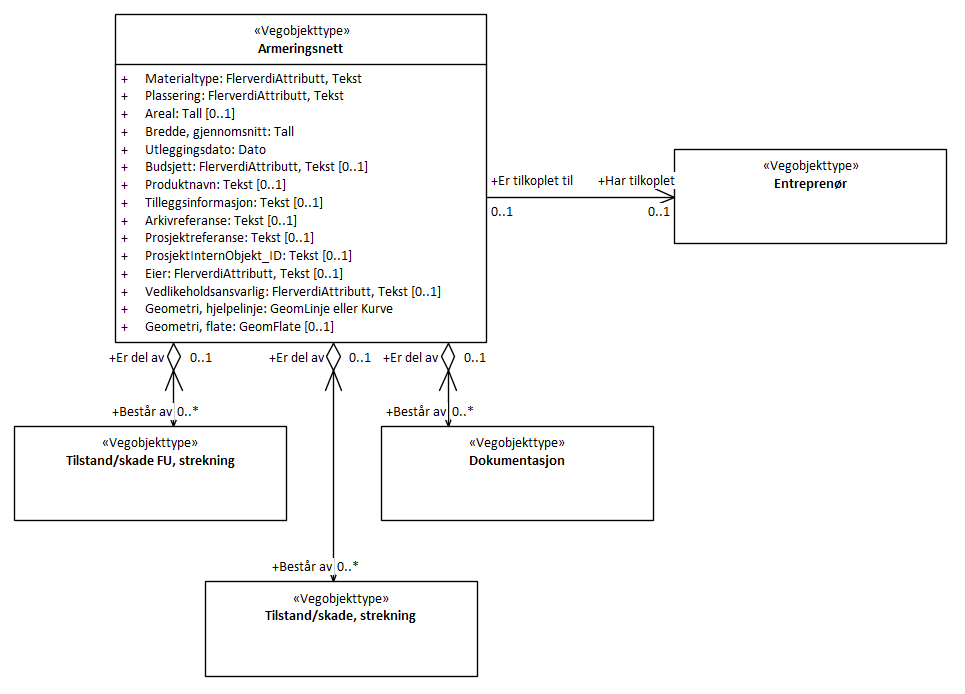 «Vegobjekttype»
Armeringsnett
+ Materialtype: FlerverdiAttributt, Tekst
+ Plassering: FlerverdiAttributt, Tekst
+ Areal: Tall [0..1]
+ Bredde, gjennomsnitt: Tall
+ Utleggingsdato: Dato
+ Budsjett: FlerverdiAttributt, Tekst [0..1]
+ Produktnavn: Tekst [0..1]
+ Tilleggsinformasjon: Tekst [0..1]
+ Arkivreferanse: Tekst [0..1]
+ Prosjektreferanse: Tekst [0..1]
+ ProsjektInternObjekt_ID: Tekst [0..1]
+ Eier: FlerverdiAttributt, Tekst [0..1]
+ Vedlikeholdsansvarlig: FlerverdiAttributt, Tekst [0..1]
+ Geometri, hjelpelinje: GeomLinje eller Kurve
+ Geometri, flate: GeomFlate [0..1]
+Er tilkoplet til +Har tilkoplet
0..1 0..1
«Vegobjekttype»
Entreprenør
+Er del av 0..1 +Er del av 0..1 +Er del av 0..1
+Består av 0..* +Består av 0..*
«Vegobjekttype»
Tilstand/skade FU, strekning
«Vegobjekttype»
Dokumentasjon
+Består av 0..*
«Vegobjekttype»
Tilstand/skade, strekning